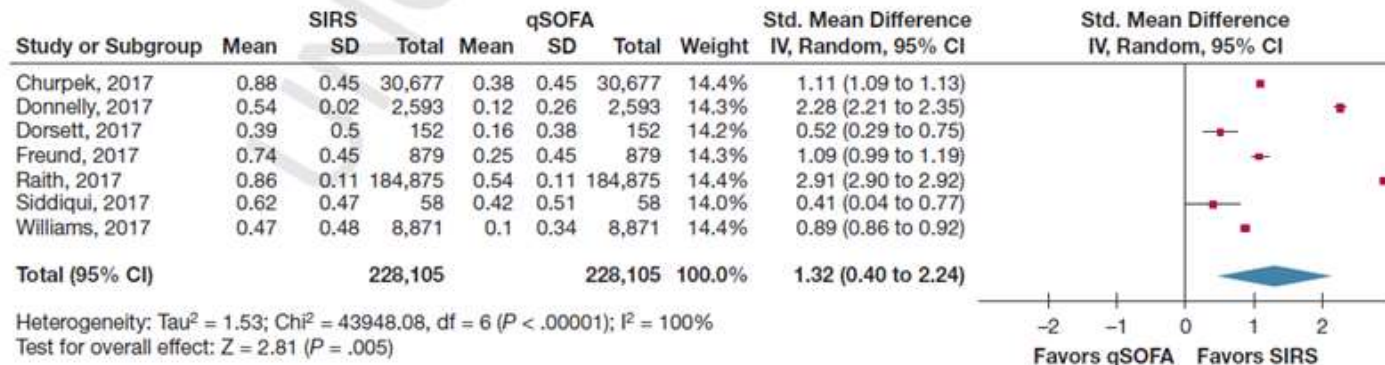 SIRS qSOFA Std. Mean Difference Std. Mean Difference
Study or Subgroup Mean SD Total Mean SD Total Weight IV, Random, 95% CI IV, Random, 95% CI
Churpek, 2017 0.88 0.45 30,677 0.38 0.45 30,677 14.4% 1.11 (1.09 to 1.13)
Donnelly, 2017 0.54 0.02 2,593 0.12 0.26 2,593 14.3% 2.28 (2.21 to 2.35)
Dorsett, 2017 0.39 0.5 152 0.16 0.38 152 14.2% 0.52 (0.29 to 0.75)
Freund, 2017 0.74 0.45 879 0.25 0.45 879 14.3% 1.09 (0.99 to 1.19)
Raith, 2017 0.86 0.11 184,875 0.54 0.11 184,875 14.4% 2.91 (2.90 to 2.92)
Siddiqui, 2017 0.62 0.47 58 0.42 0.51 58 14.0% 0.41 (0.04 to 0.77)
Williams, 2017 0.47 0.48 8,871 0.1 0.34 8,871 14.4% 0.89 (0.86 to 0.92)
Total (95% CI) 228,105 228,105 100.0% 1.32 (0.40 to 2.24)
Heterogeneity: Tau² = 1.53; Chi² = 43948.08, df = 6 (P < .00001); I² = 100%
Test for overall effect: Z = 2.81 (P = .005)
−2 −1 0 1 2
Favors qSOFA Favors SIRS